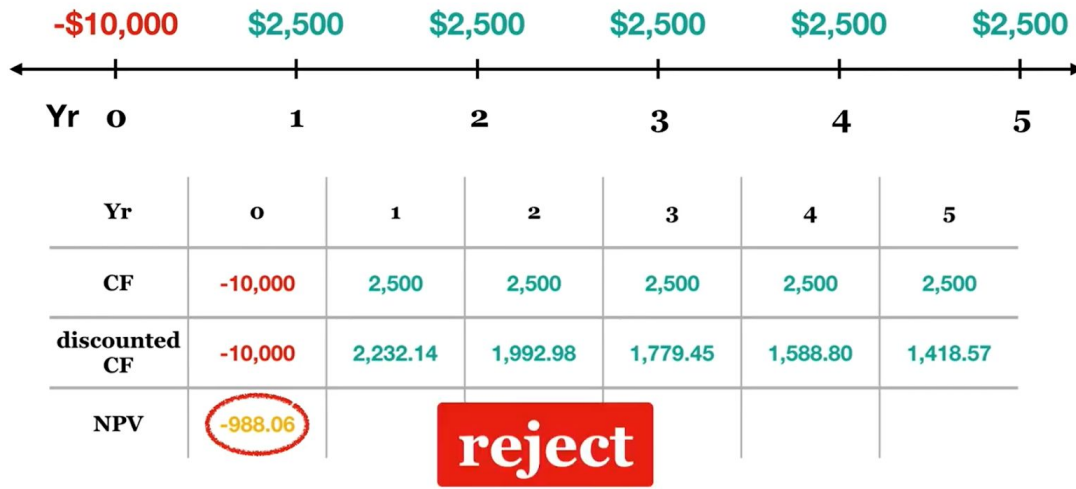 -$10,000 $2,500 $2,500 $2,500 $2,500 $2,500
Yr 0 1 2 3 4 5
Yr 0 1 2 3 4 5
CF -10,000 2,500 2,500 2,500 2,500 2,500
discounted
CF -10,000 2,232.14 1,992.98 1,779.45 1,588.80 1,418.57
NPV -988.06
reject